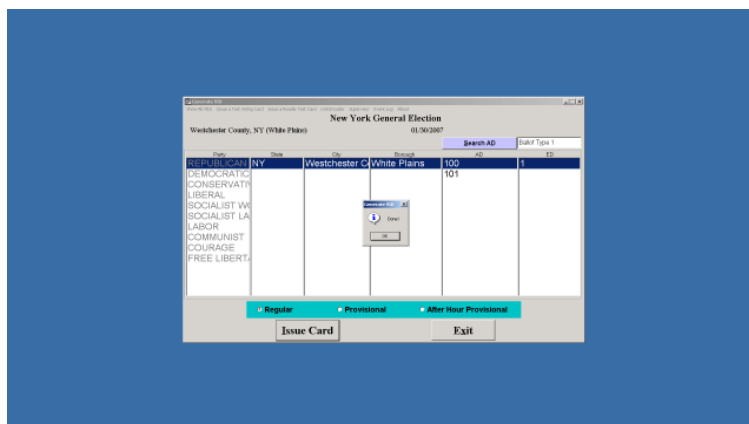 Generate RBI
New York General Election
Westchester County, NY (White Plains)
01/30/2007
Search AD
Ballot Type 1
Party State City Borough AD ED
REPUBLICAN NY Westchester C White Plains 100 1
DEMOCRATIC 101
CONSERVATI
LIBERAL
SOCIALIST W
SOCIALIST LA
LABOR
COMMUNIST
COURAGE
FREE LIBERT
Done!
OK
Regular Provisional After Hour Provisional
Issue Card Exit